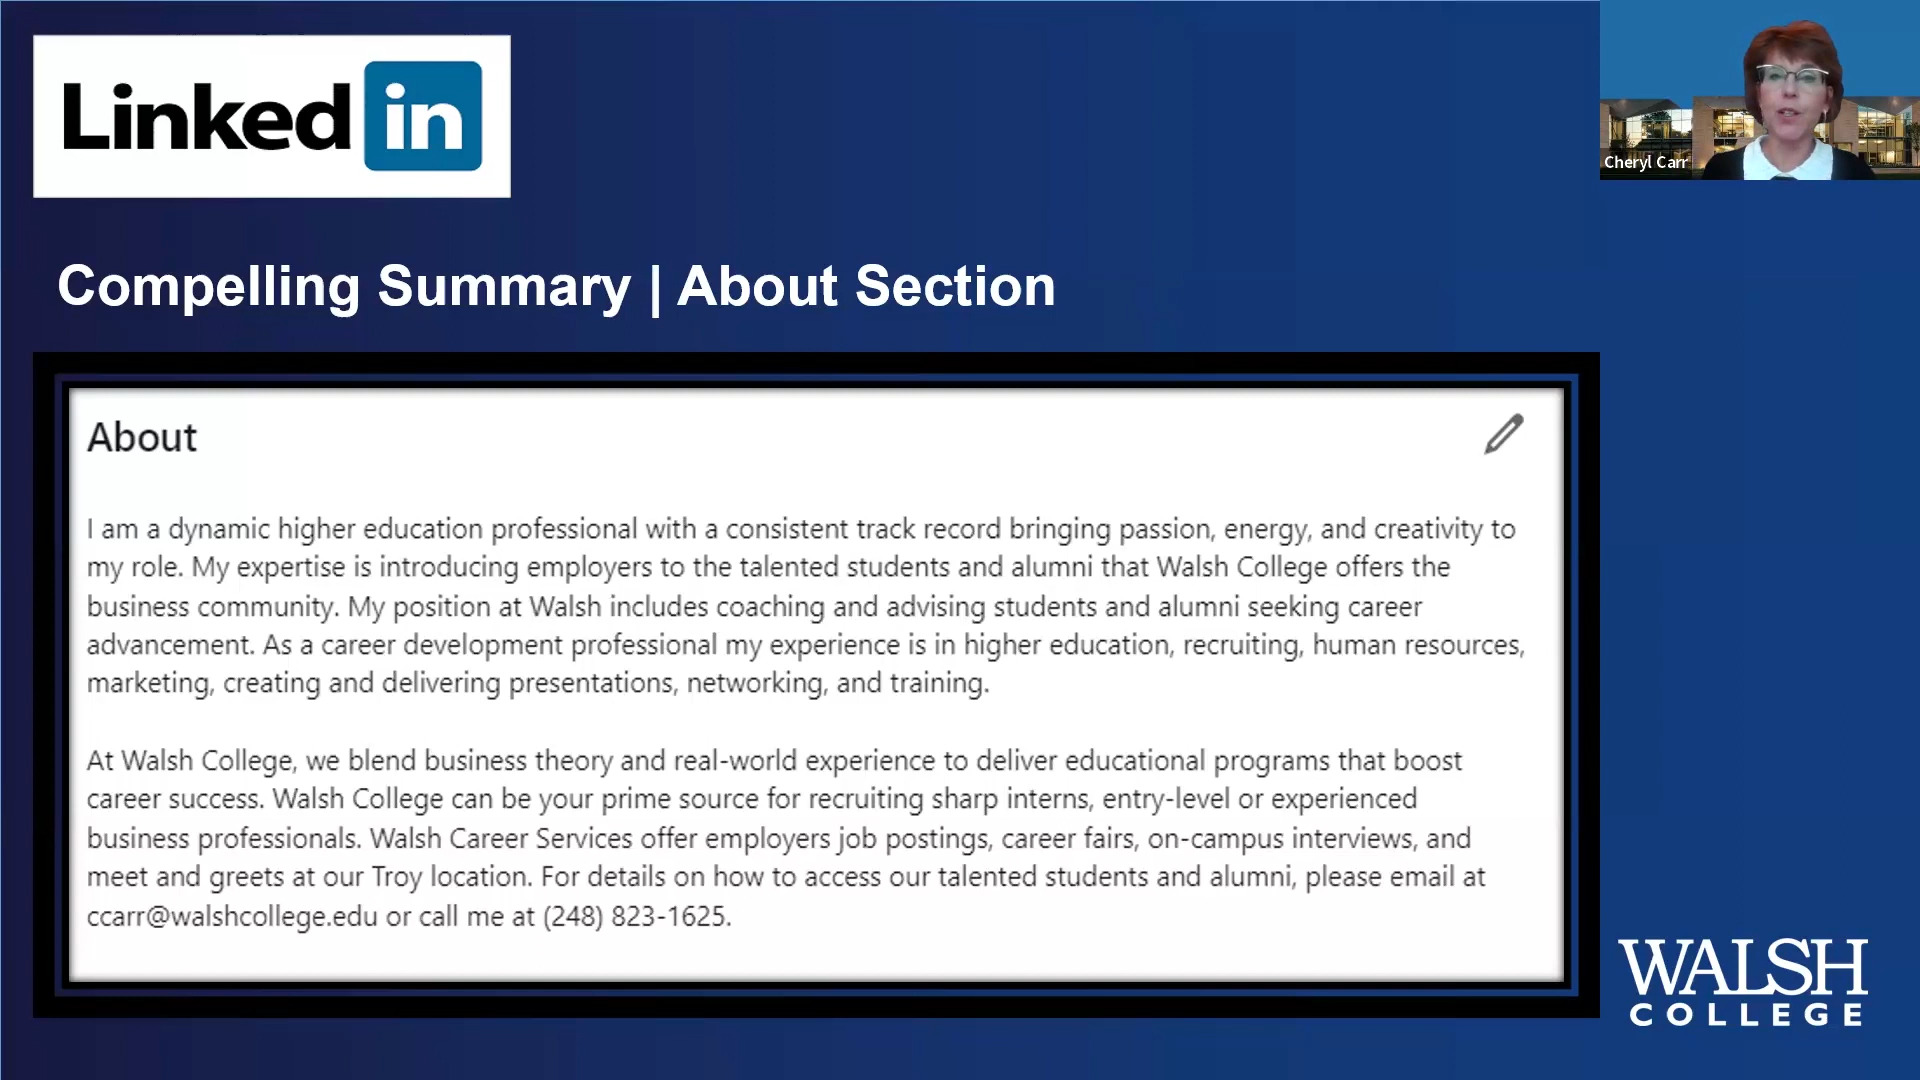 Linked in
Cheryl Carr
Compelling Summary | About Section
About
I am a dynamic higher education professional with a consistent track record bringing passion, energy, and creativity to
my role. My expertise is introducing employers to the talented students and alumni that Walsh College offers the
business community. My position at Walsh includes coaching and advising students and alumni seeking career
advancement. As a career development professional my experience is in higher education, recruiting, human resources,
marketing, creating and delivering presentations, networking, and training.
At Walsh College, we blend business theory and real-world experience to deliver educational programs that boost
career success. Walsh College can be your prime source for recruiting sharp interns, entry-level or experienced
business professionals. Walsh Career Services offer employers job postings, career fairs, on-campus interviews, and
meet and greets at our Troy location. For details on how to access our talented students and alumni, please email at
ccarr@walshcollege.edu or call me at (248) 823-1625.
WALSH
COLLEGE